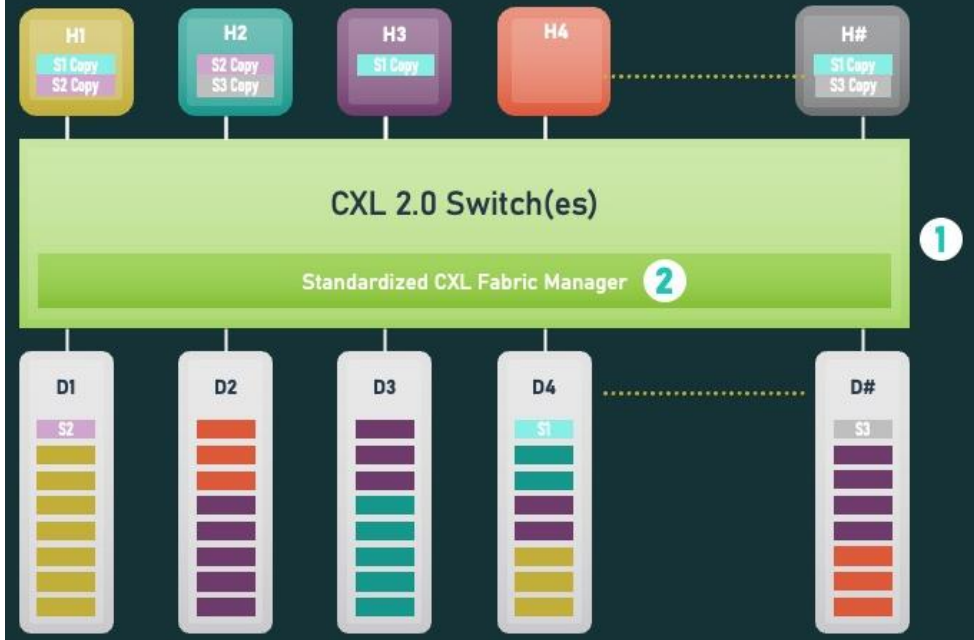 H1
S1 Copy
S2 Copy
H2
S2 Copy
S3 Copy
H3
S1 Copy
H4
H#
S1 Copy
S3 Copy
CXL 2.0 Switch(es)
1
Standardized CXL Fabric Manager 2
D1
S2
D2
D3
D4
S1
D#
S3